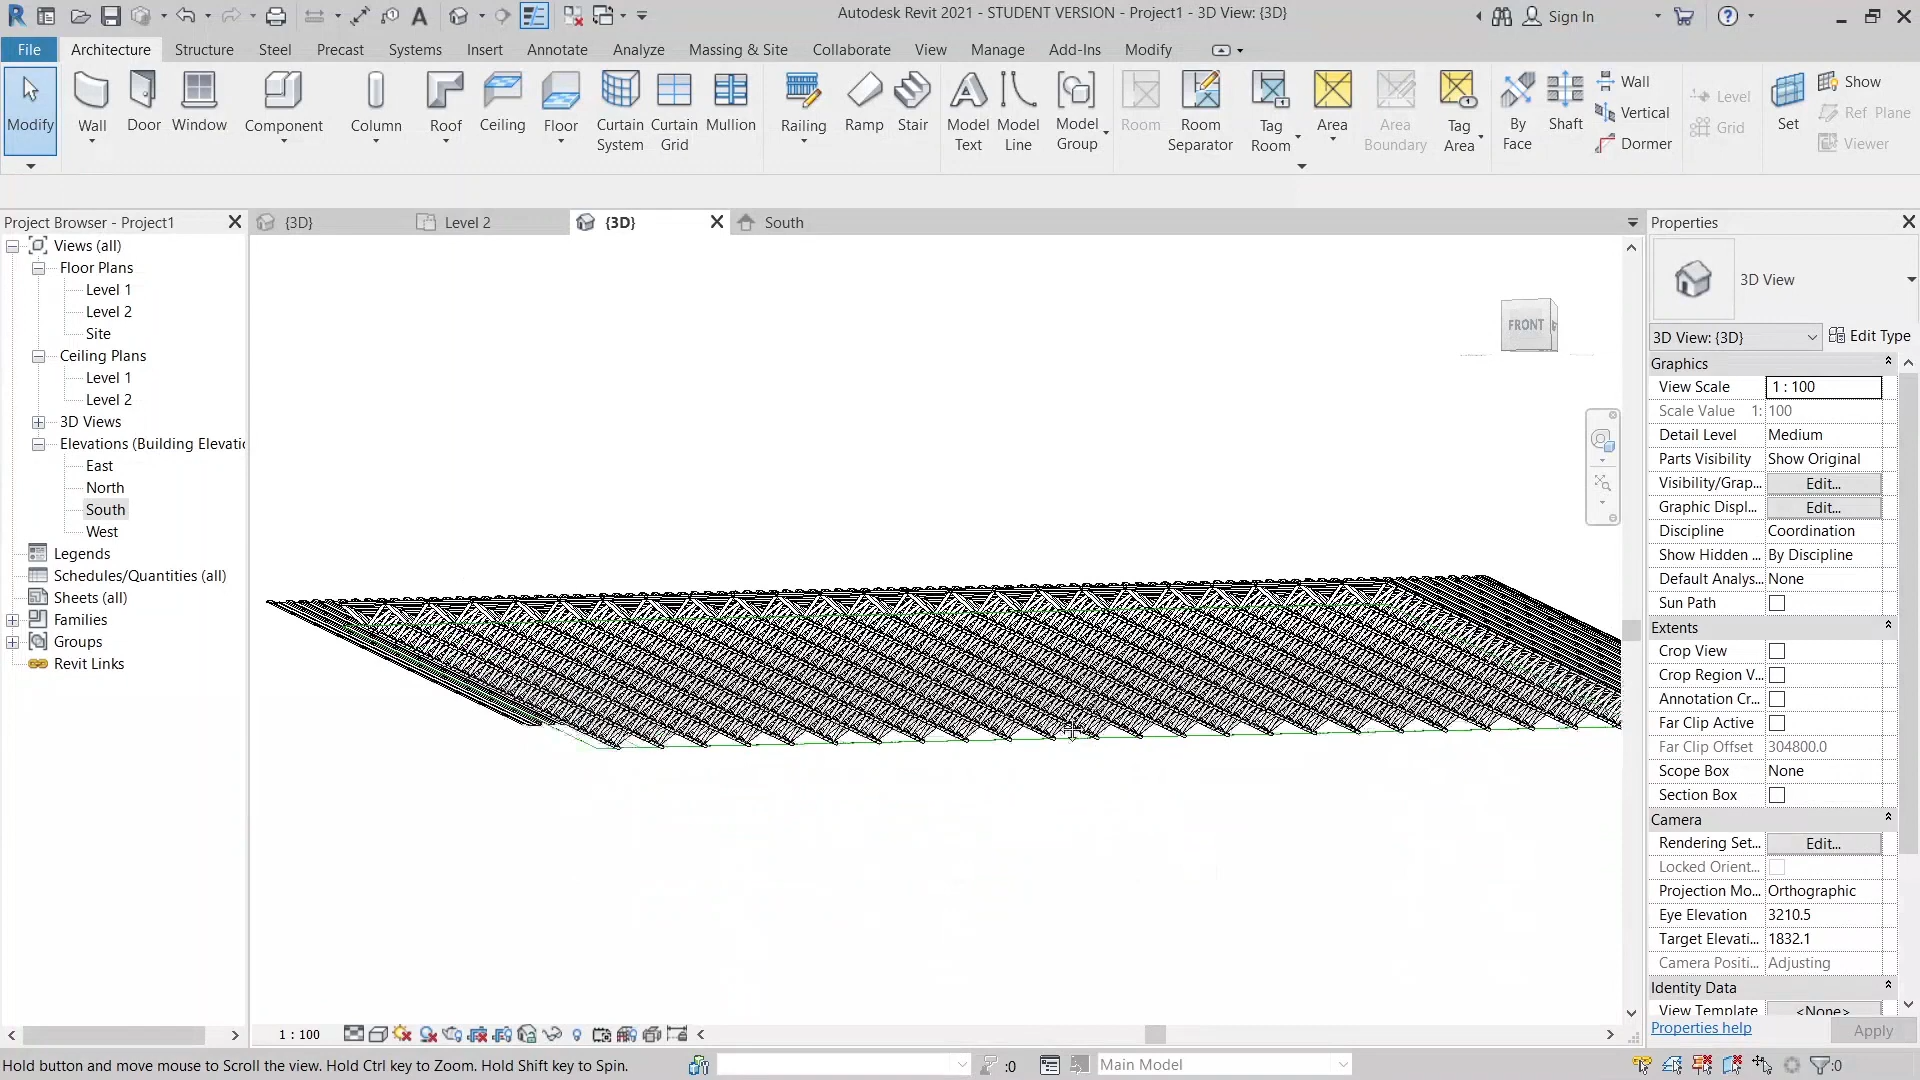 Autodesk Revit 2021 - STUDENT VERSION - Project1 - 3D View: {3D}
Sign In
File Architecture Structure Steel Precast Systems Insert Annotate Analyze Massing & Site Collaborate View Manage Add-Ins Modify
Modify
Wall
Door
Window
Component
Column
Roof
Ceiling
Floor
Curtain System
Curtain Grid
Mullion
Railing
Ramp
Stair
Model Text
Model Line
Model Group
Room
Room Separator
Tag Room
Area
Area Boundary
Tag Area
By Face
Shaft
Wall
Vertical
Dormer
Level
Grid
Set
Show
Ref Plane
Viewer
Project Browser - Project1
{3D}
Level 2
{3D}
South
Properties
Views (all)
Floor Plans
Level 1
Level 2
Site
Ceiling Plans
Level 1
Level 2
3D Views
Elevations (Building Elevatic
East
North
South
West
Legends
Schedules/Quantities (all)
Sheets (all)
Families
Groups
Revit Links
FRONT
3D View
3D View: {3D}
Edit Type
Graphics
View Scale 1 : 100
Scale Value 1: 100
Detail Level Medium
Parts Visibility Show Original
Visibility/Grap... Edit...
Graphic Displ... Edit...
Discipline Coordination
Show Hidden ... By Discipline
Default Analys... None
Sun Path
Extents
Crop View
Crop Region V...
Annotation Cr...
Far Clip Active
Far Clip Offset 304800.0
Scope Box None
Section Box
Camera
Rendering Set... Edit...
Locked Orient...
Projection Mo... Orthographic
Eye Elevation 3210.5
Target Elevati... 1832.1
Camera Positi... Adjusting
Identity Data
View Template <None>
Properties help
Apply
1 : 100
Hold button and move mouse to Scroll the view. Hold Ctrl key to Zoom. Hold Shift key to Spin.
:0
Main Model
:0